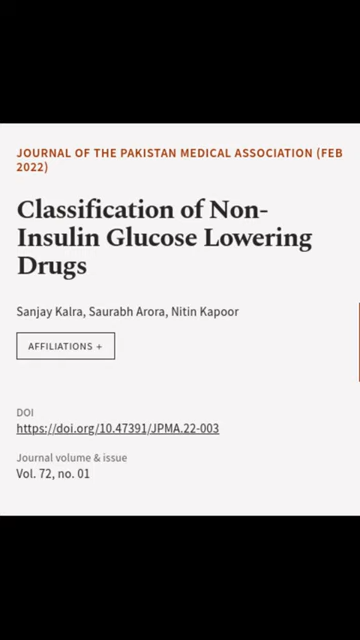 JOURNAL OF THE PAKISTAN MEDICAL ASSOCIATION (FEB
2022)
Classification of Non-
Insulin Glucose Lowering
Drugs
Sanjay Kalra, Saurabh Arora, Nitin Kapoor
AFFILIATIONS +
DOI
https://doi.org/10.47391/JPMA.22-003
Journal volume & issue
Vol. 72, no. 01